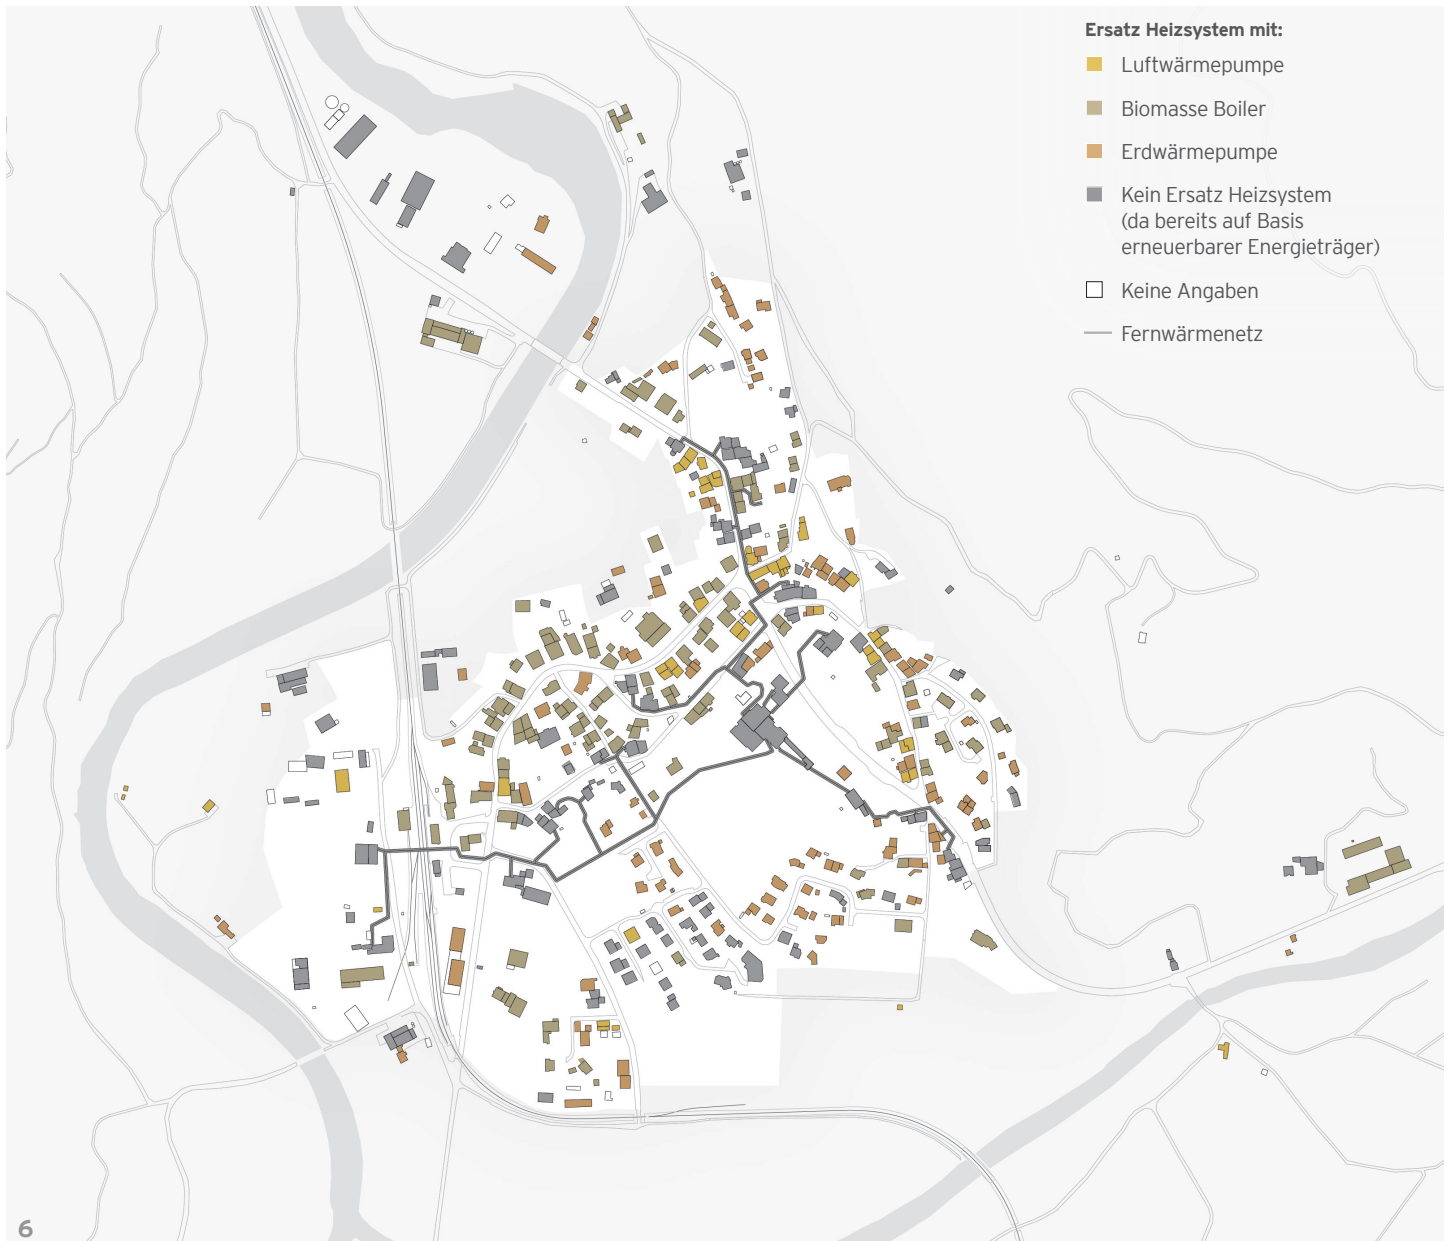 Ersatz Heizsystem mit:
Luftwärmepumpe
Biomasse Boiler
Erdwärmepumpe
Kein Ersatz Heizsystem
(da bereits auf Basis
erneuerbarer Energieträger)
Keine Angaben
Fernwärmenetz
6